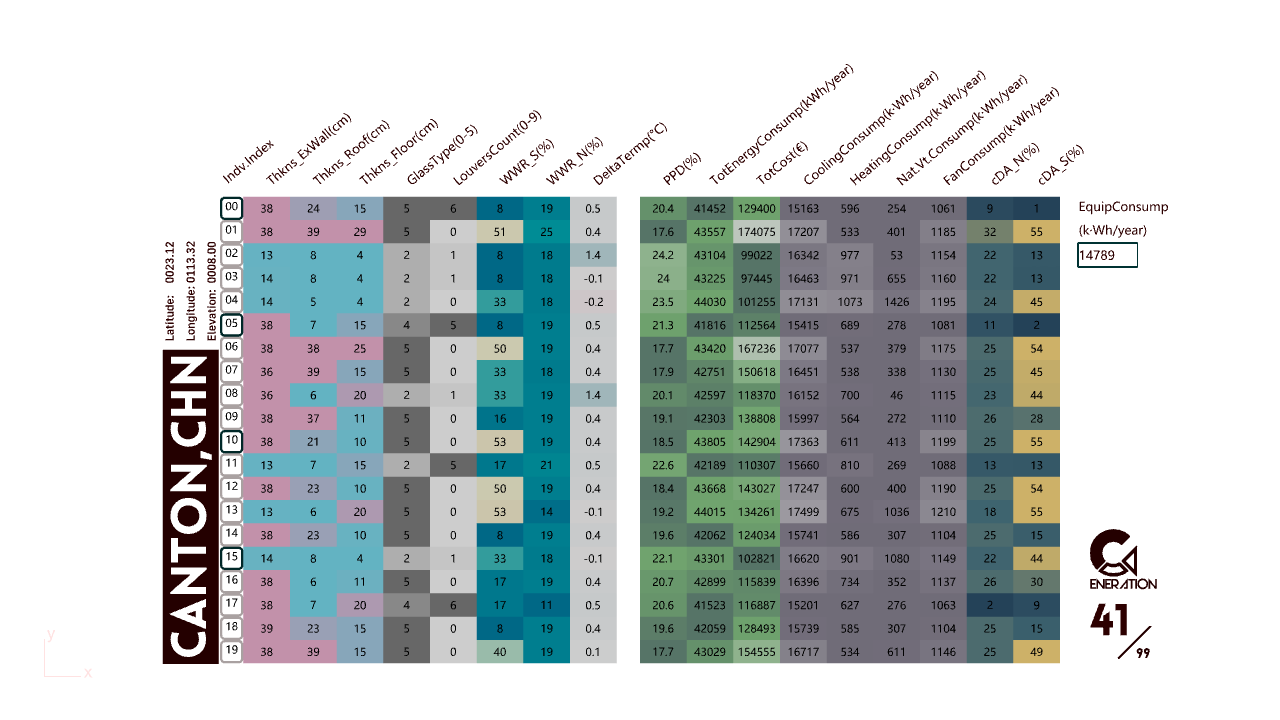 Indv.Index Thkns_ExWall(cm) Thkns_Roof(cm) Thkns_Floor(cm) GlassType(0-5) LouversCount(0-9) WWR_S(%) WWR_N(%) DeltaTermp(°C) PPD(%) TotEnergyConsump(kWh/year) TotCost(€) CoolingConsump(k·Wh/year) HeatingConsump(k·Wh/year) Nat.Vt.Consump(k·Wh/year) FanConsump(k·Wh/year) cDA_N(%) cDA_S(%)
00 38 24 15 5 6 8 19 0.5 20.4 41452 129400 15163 596 254 1061 9 1
01 38 39 29 5 0 51 25 0.4 17.6 43557 174075 17207 533 401 1185 32 55
02 13 8 4 2 1 8 18 1.4 24.2 43104 99022 16342 977 53 1154 22 13
03 14 8 4 2 1 8 18 -0.1 24 43225 97445 16463 971 655 1160 22 13
04 14 5 4 2 0 33 18 -0.2 23.5 44030 101255 17131 1073 1426 1195 24 45
05 38 7 15 4 5 8 19 0.5 21.3 41816 112564 15415 689 278 1081 11 2
06 38 38 25 5 0 50 19 0.4 17.7 43420 167236 17077 537 379 1175 25 54
07 36 39 15 5 0 33 18 0.4 17.9 42751 150618 16451 538 338 1130 25 45
08 36 6 20 2 1 33 19 1.4 20.1 42597 118370 16152 700 46 1115 23 44
09 38 37 11 5 0 16 19 0.4 19.1 42303 138808 15997 564 272 1110 26 28
10 38 21 10 5 0 53 19 0.4 18.5 43805 142904 17363 611 413 1199 25 55
11 13 7 15 2 5 17 21 0.5 22.6 42189 110307 15660 810 269 1088 13 13
12 38 23 10 5 0 50 19 0.4 18.4 43668 143027 17247 600 400 1190 25 54
13 13 6 20 5 0 53 14 -0.1 19.2 44015 134261 17499 675 1036 1210 18 55
14 38 23 10 5 0 8 19 0.4 19.6 42062 124034 15741 586 307 1104 25 15
15 14 8 4 2 1 33 18 -0.1 22.1 43301 102821 16620 901 1080 1149 22 44
16 38 6 11 5 0 17 19 0.4 20.7 42899 115839 16396 734 352 1137 26 30
17 38 7 20 4 6 17 11 0.5 20.6 41523 116887 15201 627 276 1063 2 9
18 39 23 15 5 0 8 19 0.4 19.6 42059 128493 15739 585 307 1104 25 15
19 38 39 15 5 0 40 19 0.1 17.7 43029 154555 16717 534 611 1146 25 49
Latitude: 0023.12
Longitude: 0113.32
Elevation: 0008.00
CANTON,CHN
EquipConsump
(k·Wh/year)
14789
ENERATION
41/99
y
x